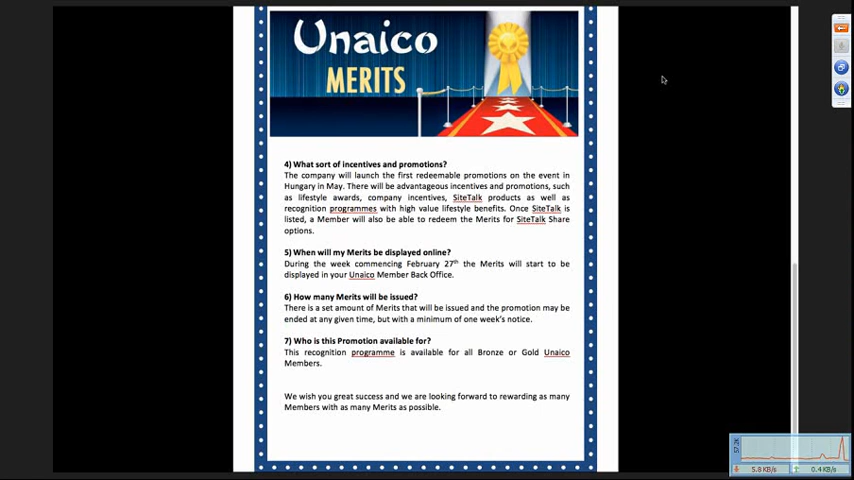 Unaico
MERITS
4) What sort of incentives and promotions?
The company will launch the first redeemable promotions on the event in
Hungary in May. There will be advantageous incentives and promotions, such
as lifestyle awards, company incentives, SiteTalk products as well as
recognition programmes with high value lifestyle benefits. Once SiteTalk is
listed, a Member will also be able to redeem the Merits for SiteTalk Share
options.
5) When will my Merits be displayed online?
During the week commencing February 27th the Merits will start to be
displayed in your Unaico Member Back Office.
6) How many Merits will be issued?
There is a set amount of Merits that will be issued and the promotion may be
ended at any given time, but with a minimum of one week's notice.
7) Who is this Promotion available for?
This recognition programme is available for all Bronze or Gold Unaico
Members.
We wish you great success and we are looking forward to rewarding as many
Members with as many Merits as possible.
5.8 KB/s
0.4 KB/s